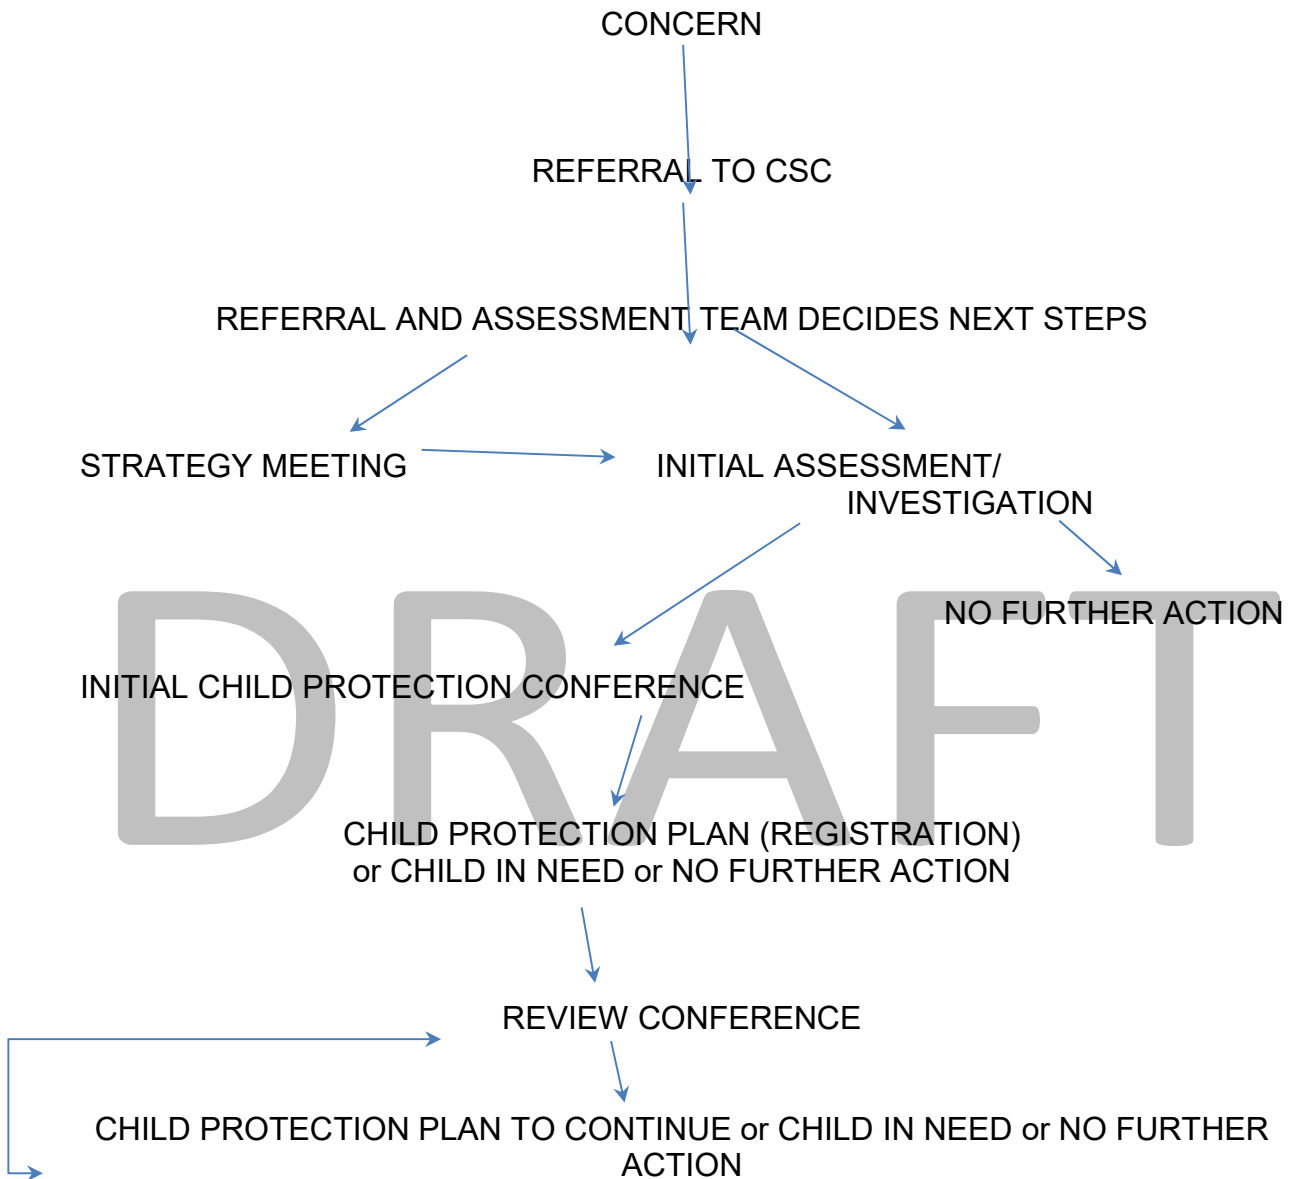 CONCERN
REFERRAL TO CSC
REFERRAL AND ASSESSMENT TEAM DECIDES NEXT STEPS
STRATEGY MEETING
INITIAL ASSESSMENT/
INVESTIGATION
NO FURTHER ACTION
DRAFT
INITIAL CHILD PROTECTION CONFERENCE
CHILD PROTECTION PLAN (REGISTRATION)
or CHILD IN NEED or NO FURTHER ACTION
REVIEW CONFERENCE
CHILD PROTECTION PLAN TO CONTINUE or CHILD IN NEED or NO FURTHER
ACTION